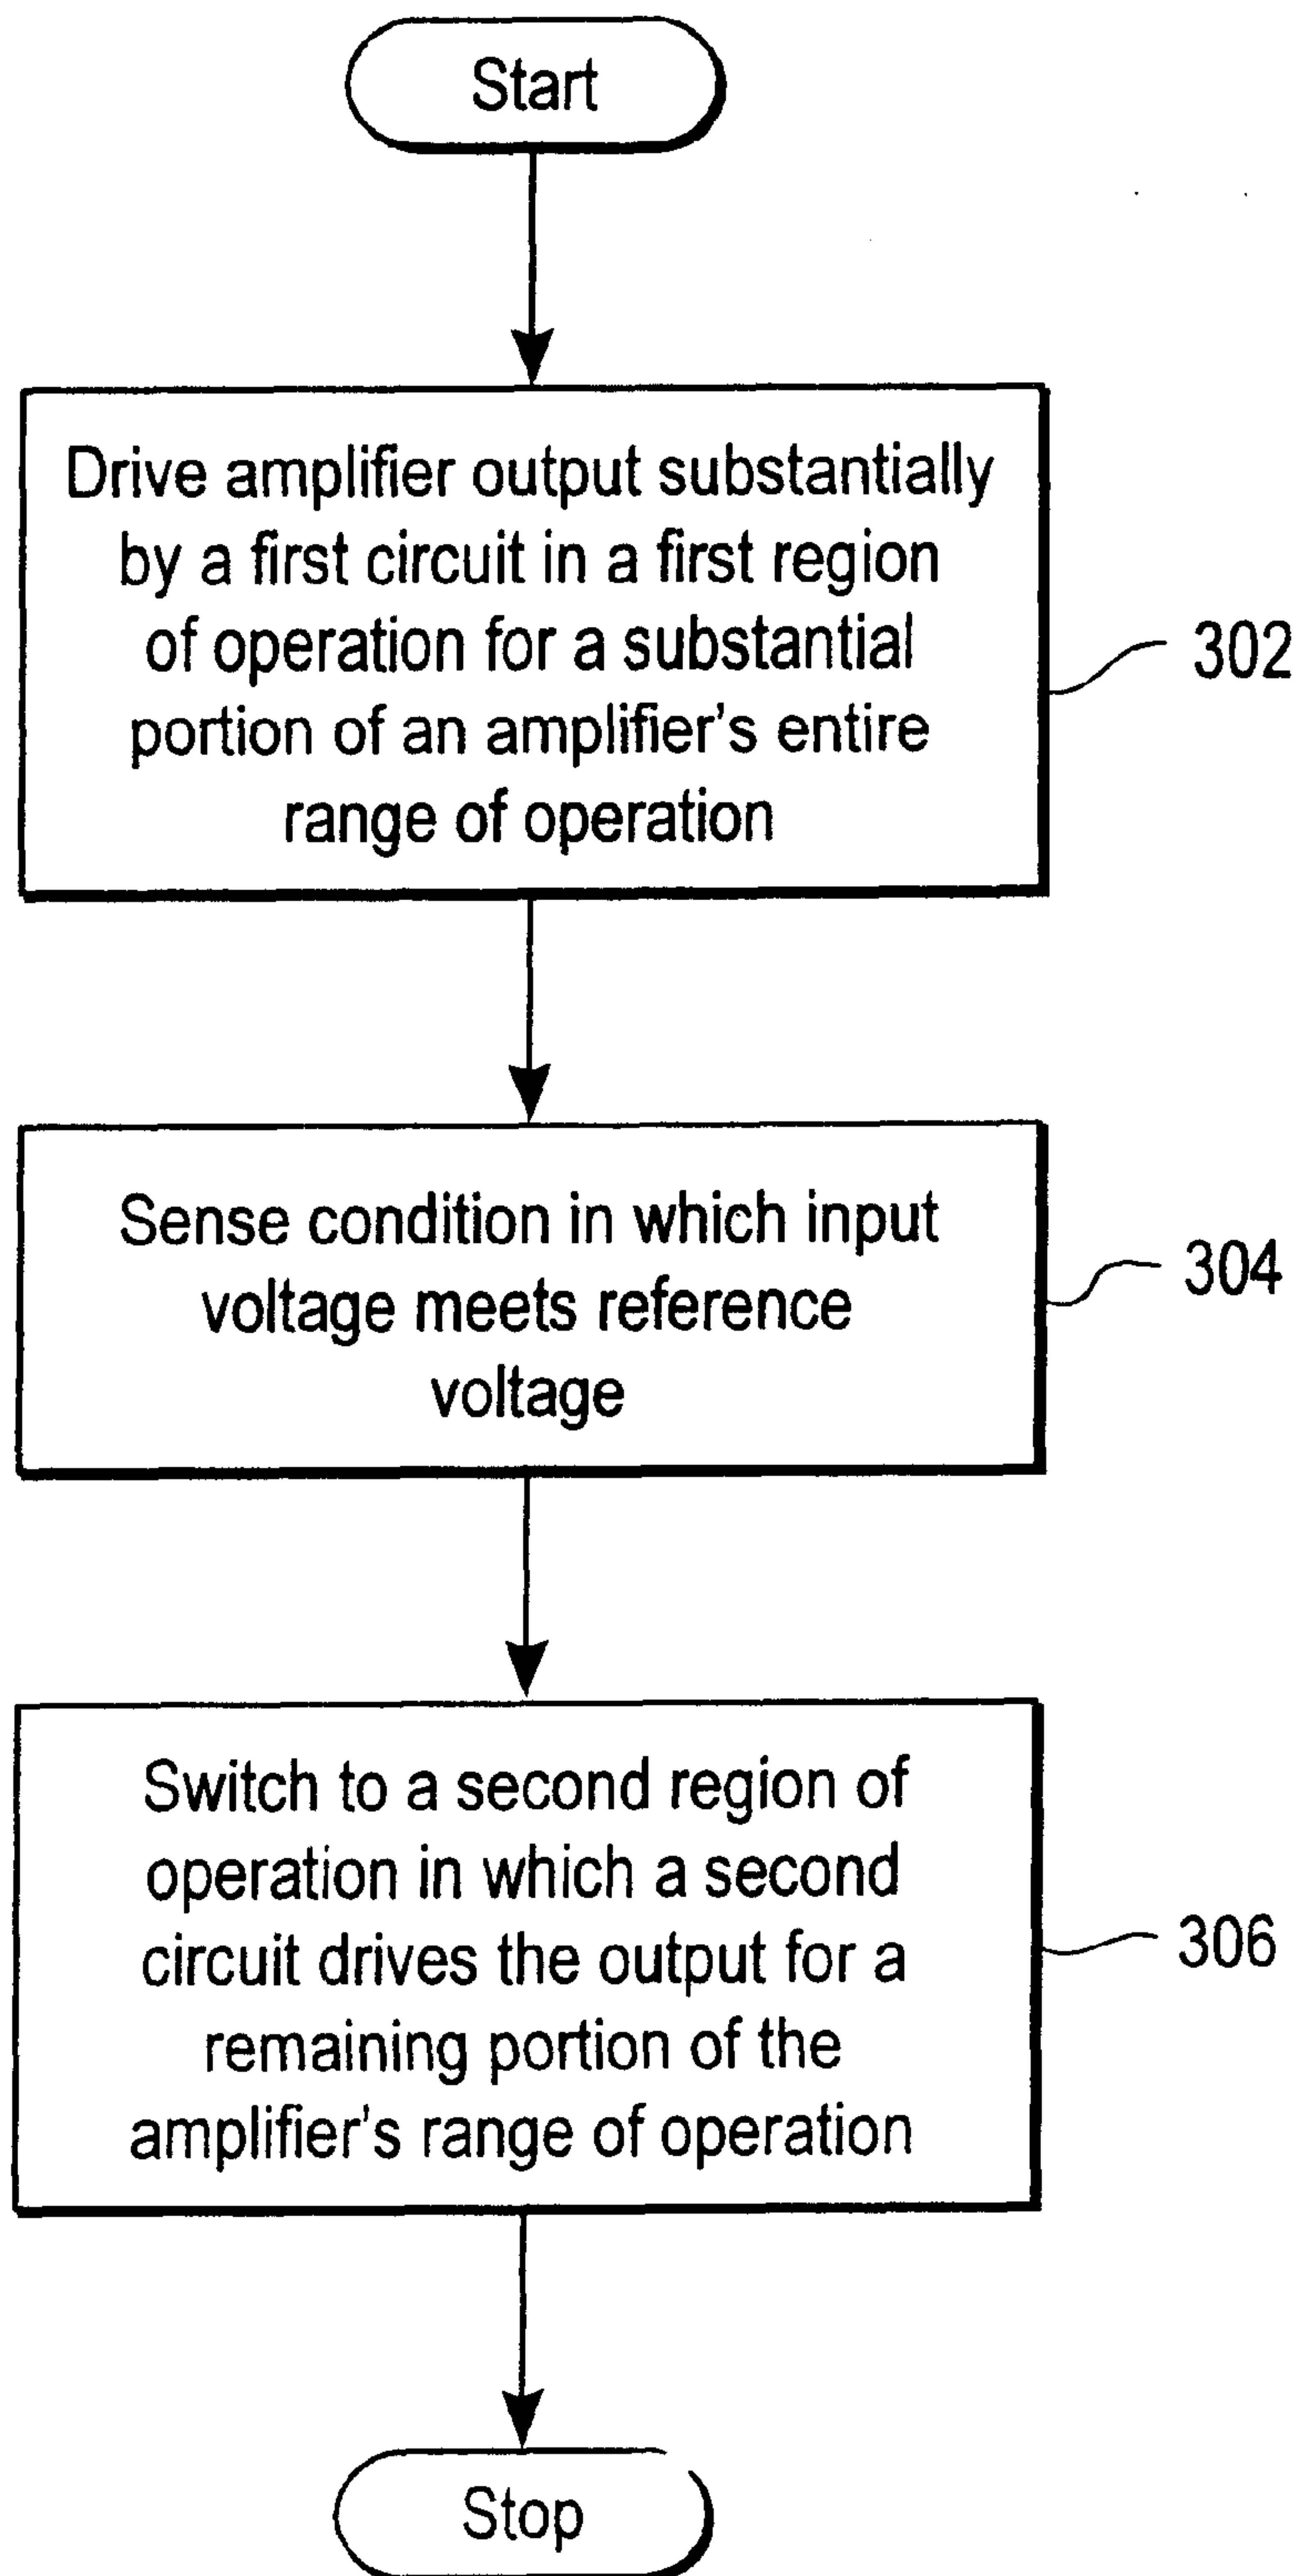 Start
Drive amplifier output substantially
by a first circuit in a first region
of operation for a substantial
portion of an amplifier's entire
range of operation
302
Sense condition in which input
voltage meets reference
voltage
304
Switch to a second region of
operation in which a second
circuit drives the output for a
remaining portion of the
amplifier's range of operation
306
Stop